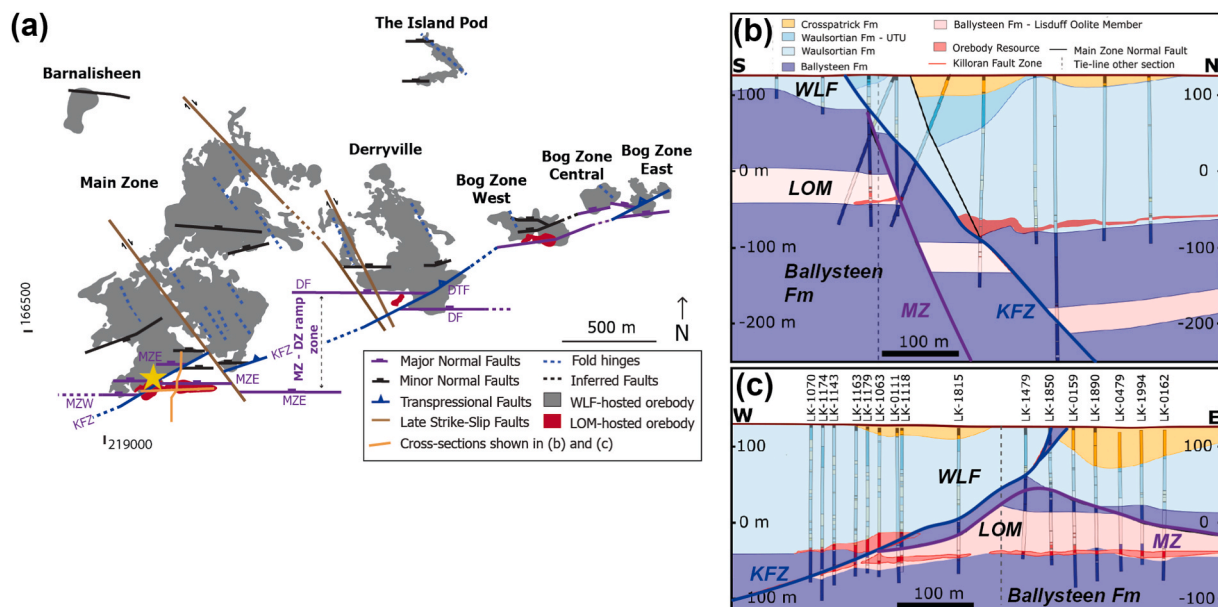 (a)
The Island Pod
Barnalisheen
Main Zone
Derryville
Bog Zone
West
Bog Zone
Central
Bog Zone
East
DF
DTF
DF
MZ - DZ ramp
zone
KFZ
MZE
MZE
MZE
MZW
KFZ
166500
219000
500 m
N
Major Normal Faults
Minor Normal Faults
Transpressional Faults
Late Strike-Slip Faults
Cross-sections shown in (b) and (c)
Fold hinges
Inferred Faults
WLF-hosted orebody
LOM-hosted orebody
(b)
Crosspatrick Fm
Waulsortian Fm - UTU
Waulsortian Fm
Ballysteen Fm
Ballysteen Fm - Lisduff Oolite Member
Orebody Resource
Killoran Fault Zone
Main Zone Normal Fault
Tie-line other section
S
N
100
0 m
-100 m
-200 m
100
0 m
-100
-200
WLF
LOM
Ballysteen
Fm
MZ
KFZ
100 m
(c)
LK-1070
LK-1174
LK-1143
LK-1163
LK-1179
LK-1063
LK-0111
LK-1118
LK-1815
LK-1479
LK-1850
LK-0159
LK-1890
LK-0479
LK-1994
LK-0162
W
E
100
0 m
100 m
100
0 m
-100
WLF
LOM
MZ
KFZ
Ballysteen Fm
100 m